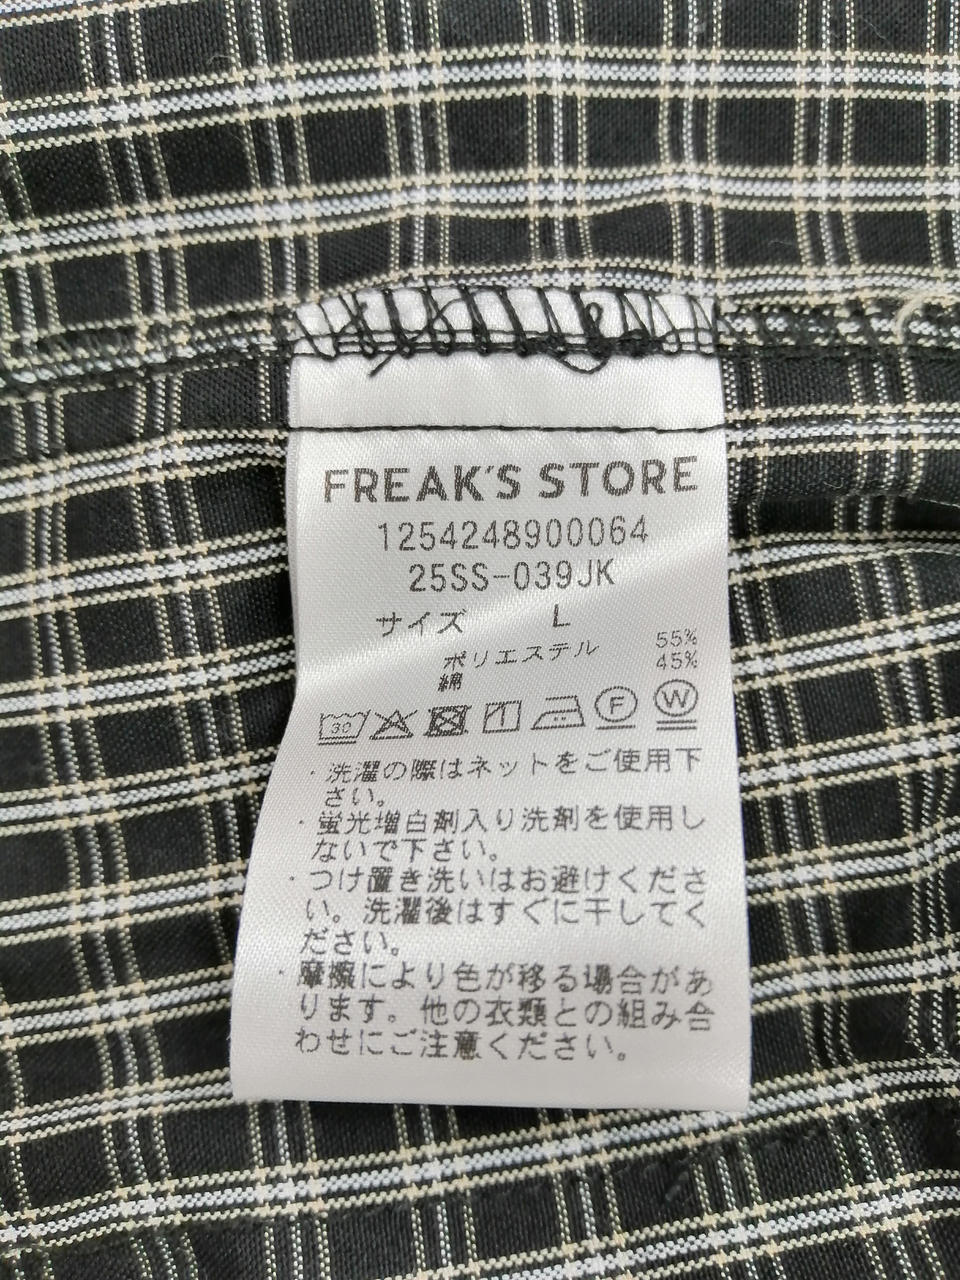 FREAK'S STORE
1254248900064
25SS-039JK
サイズ L
ポリエステル 55%
綿 45%
30 F W
・洗濯の際はネットをご使用下
さい。
・蛍光増白剤入り洗剤を使用し
ないで下さい。
・つけ置き洗いはお避けくださ
い。洗濯後はすぐに干してく
ださい。
・摩擦により色が移る場合があ
ります。他の衣類との組み合
わせにご注意ください。